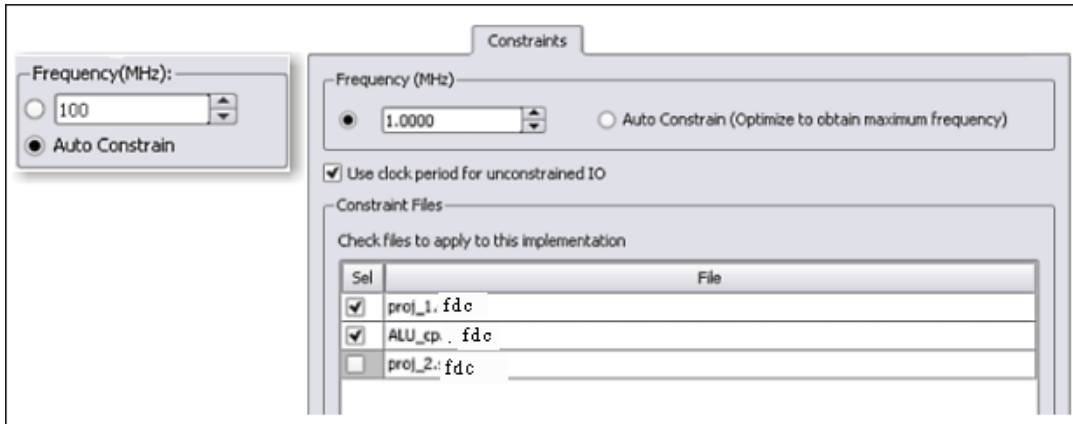 Constraints
Frequency(MHz):
100
Auto Constrain
Frequency (MHz)
1.0000
Auto Constrain (Optimize to obtain maximum frequency)
Use clock period for unconstrained IO
Constraint Files
Check files to apply to this implementation
Sel File
proj_1. fdc
ALU_cp. . fdc
proj_2.: fdc